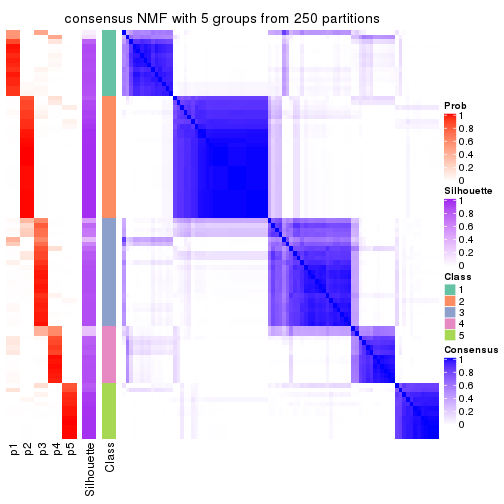 consensus NMF with 5 groups from 250 partitions
Prob
1
0.8
0.6
0.4
0.2
0
Silhouette
1
0.8
0.6
0.4
0.2
0
Class
1
2
3
4
5
Consensus
1
0.8
0.6
0.4
0.2
0
p1
p2
p3
p4
p5
Silhouette
Class